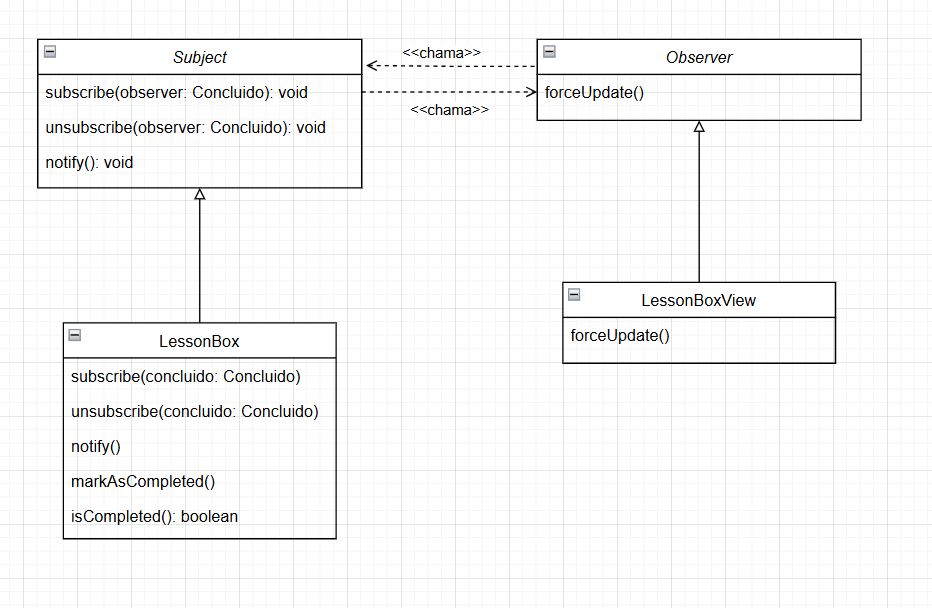 Subject
subscribe(observer: Concluido): void
unsubscribe(observer: Concluido): void
notify(): void
<<chama>>
<<chama>>
Observer
forceUpdate()
LessonBox
subscribe(concluido: Concluido)
unsubscribe(concluido: Concluido)
notify()
markAsCompleted()
isCompleted(): boolean
LessonBoxView
forceUpdate()